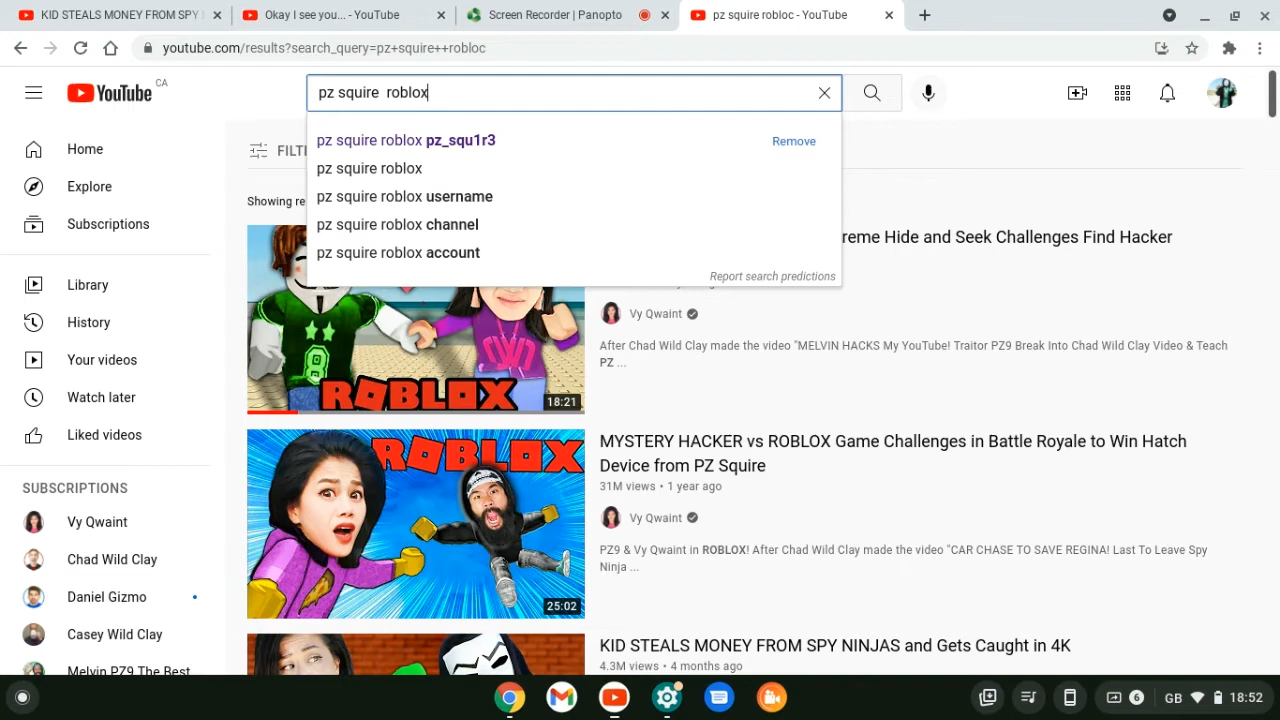 KID STEALS MONEY FROM SPY
Okay I see you... - YouTube
Screen Recorder | Panopto
pz squire robloc - YouTube
youtube.com/results?search_query=pz+squire++robloc
YouTube CA
pz squire  roblox
pz squire roblox pz_squ1r3
Remove
pz squire roblox
pz squire roblox username
pz squire roblox channel
pz squire roblox account
Report search predictions
Home
Explore
Subscriptions
Library
History
Your videos
Watch later
Liked videos
SUBSCRIPTIONS
Vy Qwaint
Chad Wild Clay
Daniel Gizmo
Casey Wild Clay
Melvin PZ9 The Best
FILT
Showing re
ROBLOX
18:21
reme Hide and Seek Challenges Find Hacker
Vy Qwaint
After Chad Wild Clay made the video "MELVIN HACKS My YouTube! Traitor PZ9 Break Into Chad Wild Clay Video & Teach
PZ ...
ROBLOX
25:02
MYSTERY HACKER vs ROBLOX Game Challenges in Battle Royale to Win Hatch
Device from PZ Squire
31M views • 1 year ago
Vy Qwaint
PZ9 & Vy Qwaint in ROBLOX! After Chad Wild Clay made the video "CAR CHASE TO SAVE REGINA! Last To Leave Spy
Ninja ...
KID STEALS MONEY FROM SPY NINJAS and Gets Caught in 4K
4.3M views • 4 months ago
6
GB
18:52